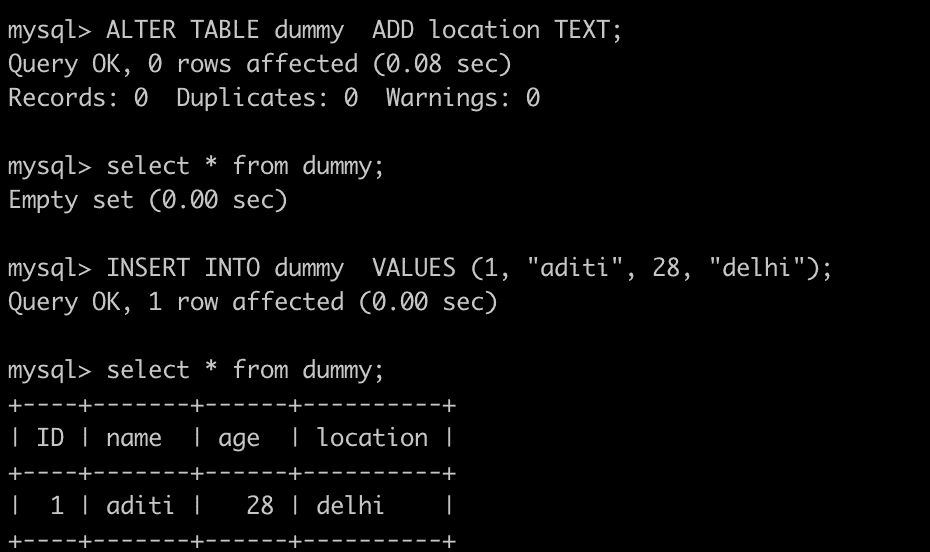 mysql> ALTER TABLE dummy  ADD location TEXT;
Query OK, 0 rows affected (0.08 sec)
Records: 0  Duplicates: 0  Warnings: 0
mysql> select * from dummy;
Empty set (0.00 sec)
mysql> INSERT INTO dummy  VALUES (1, "aditi", 28, "delhi");
Query OK, 1 row affected (0.00 sec)
mysql> select * from dummy;
+----+-------+------+----------+
| ID | name  | age  | location |
+----+-------+------+----------+
|  1 | aditi |   28 | delhi    |
+----+-------+------+----------+